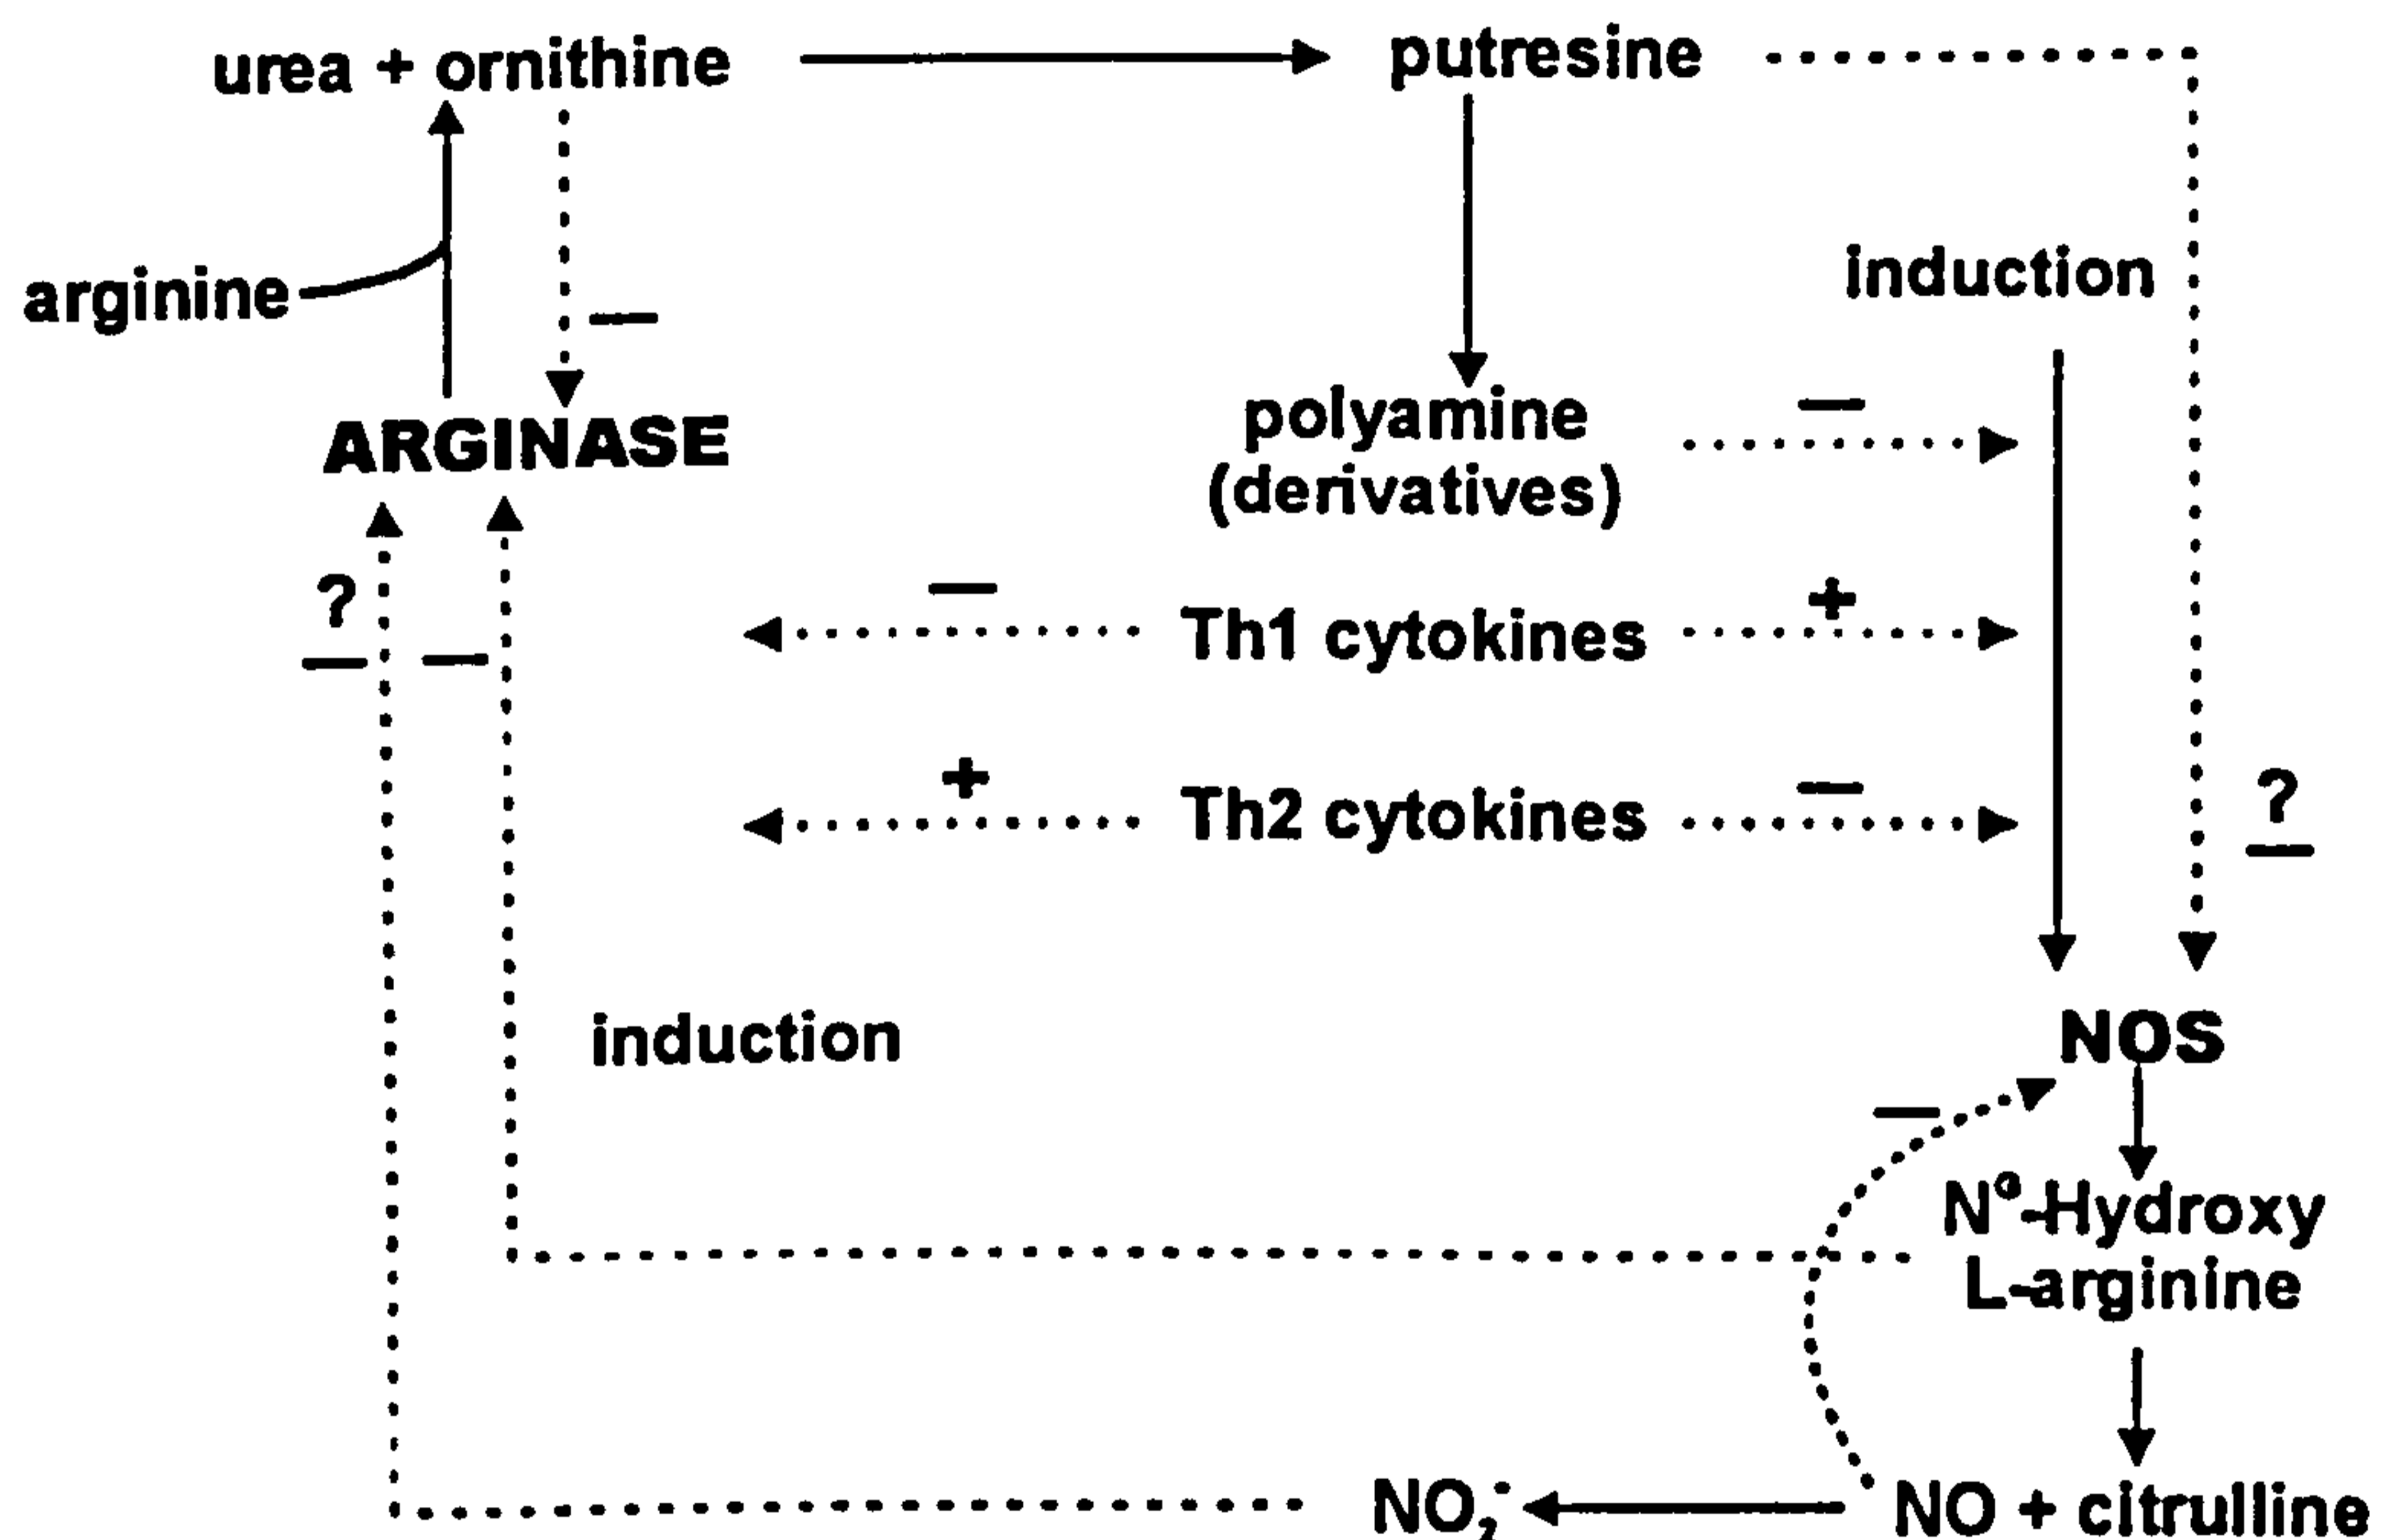 urea + ornithine
putresine
induction
arginine
—
polyamine
(derivatives)
—
ARGINASE
?
— —
—
Th1 cytokines
+
+
Th2 cytokines
—
?
—
induction
NOS
—
Nᵅ-Hydroxy
L-arginine
NO₂⁻
NO + citrulline